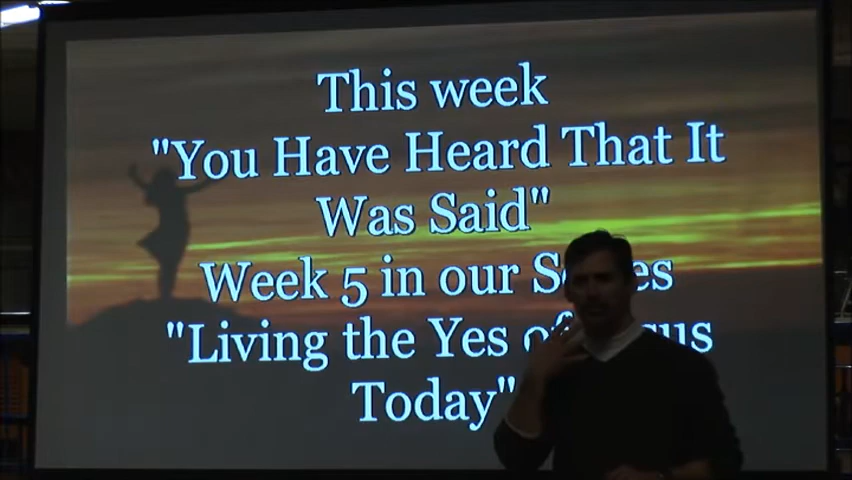 This week
"You Have Heard That It
Was Said"
Week 5 in our
"Living the Yes
Today"